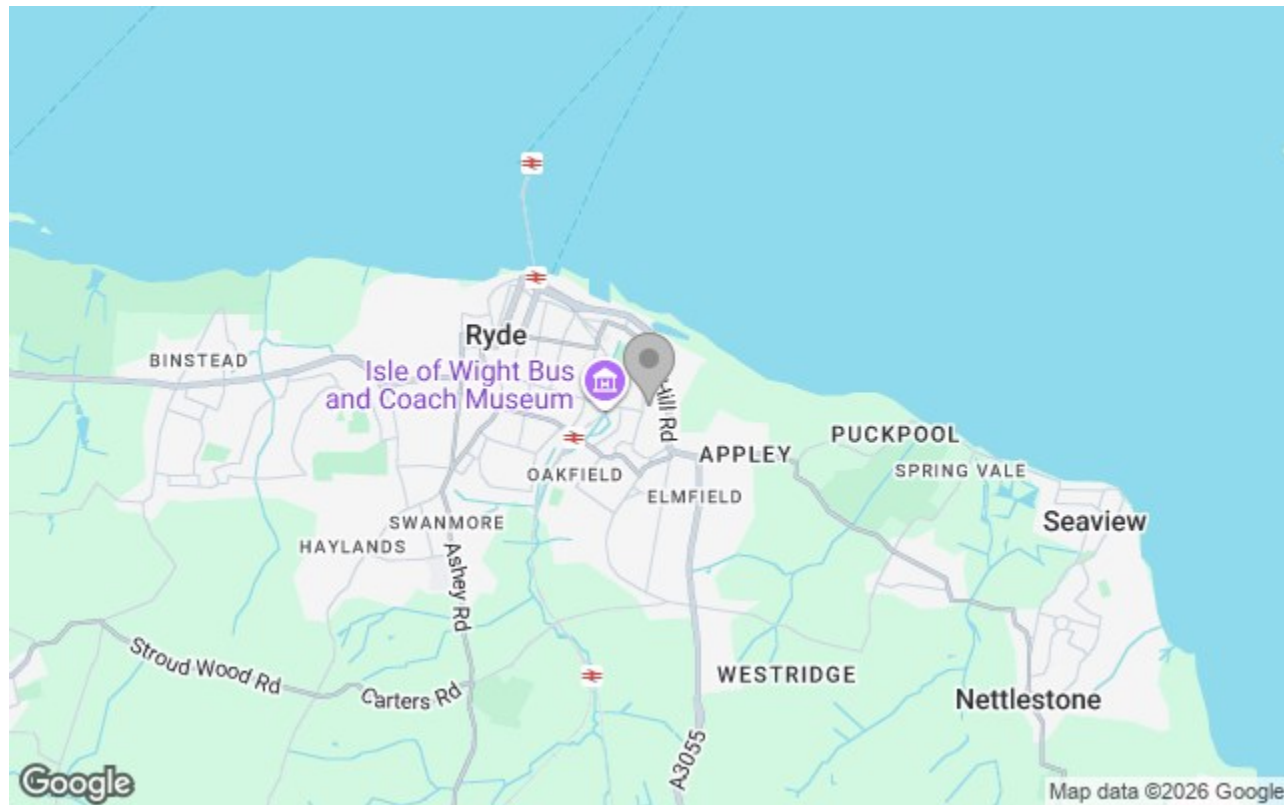 Ryde
BINSTEAD
Isle of Wight Bus
and Coach Museum
Hill Rd
APPLEY
PUCKPOOL
SPRING VALE
OAKFIELD
ELMFIELD
Seaview
SWANMORE
HAYLANDS
Ashey Rd
Stroud Wood Rd
Carters Rd
WESTRIDGE
Nettlestone
A3055
Google
Map data ©2026 Google